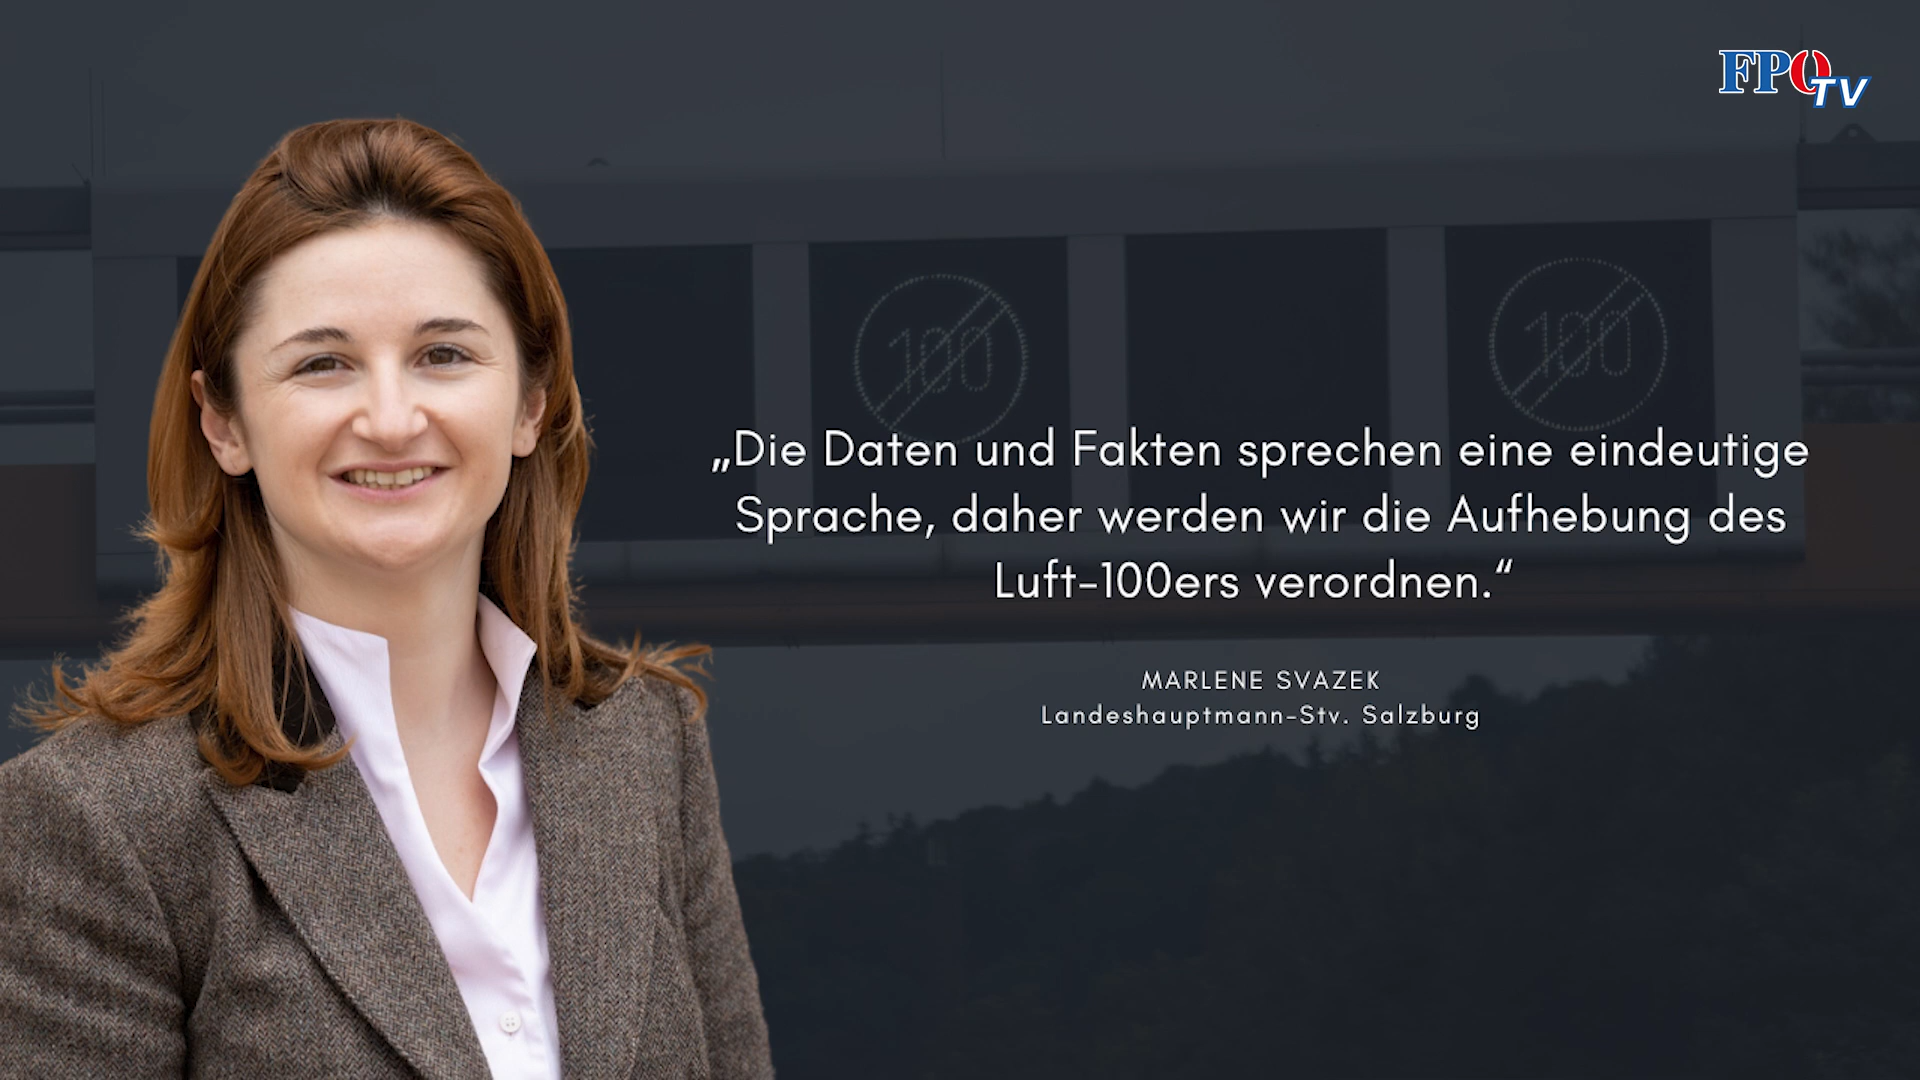 FPÖ
TV
100
100
„Die Daten und Fakten sprechen eine eindeutige
Sprache, daher werden wir die Aufhebung des
Luft-100ers verordnen.“
MARLENE SVAZEK
Landeshauptmann-Stv. Salzburg